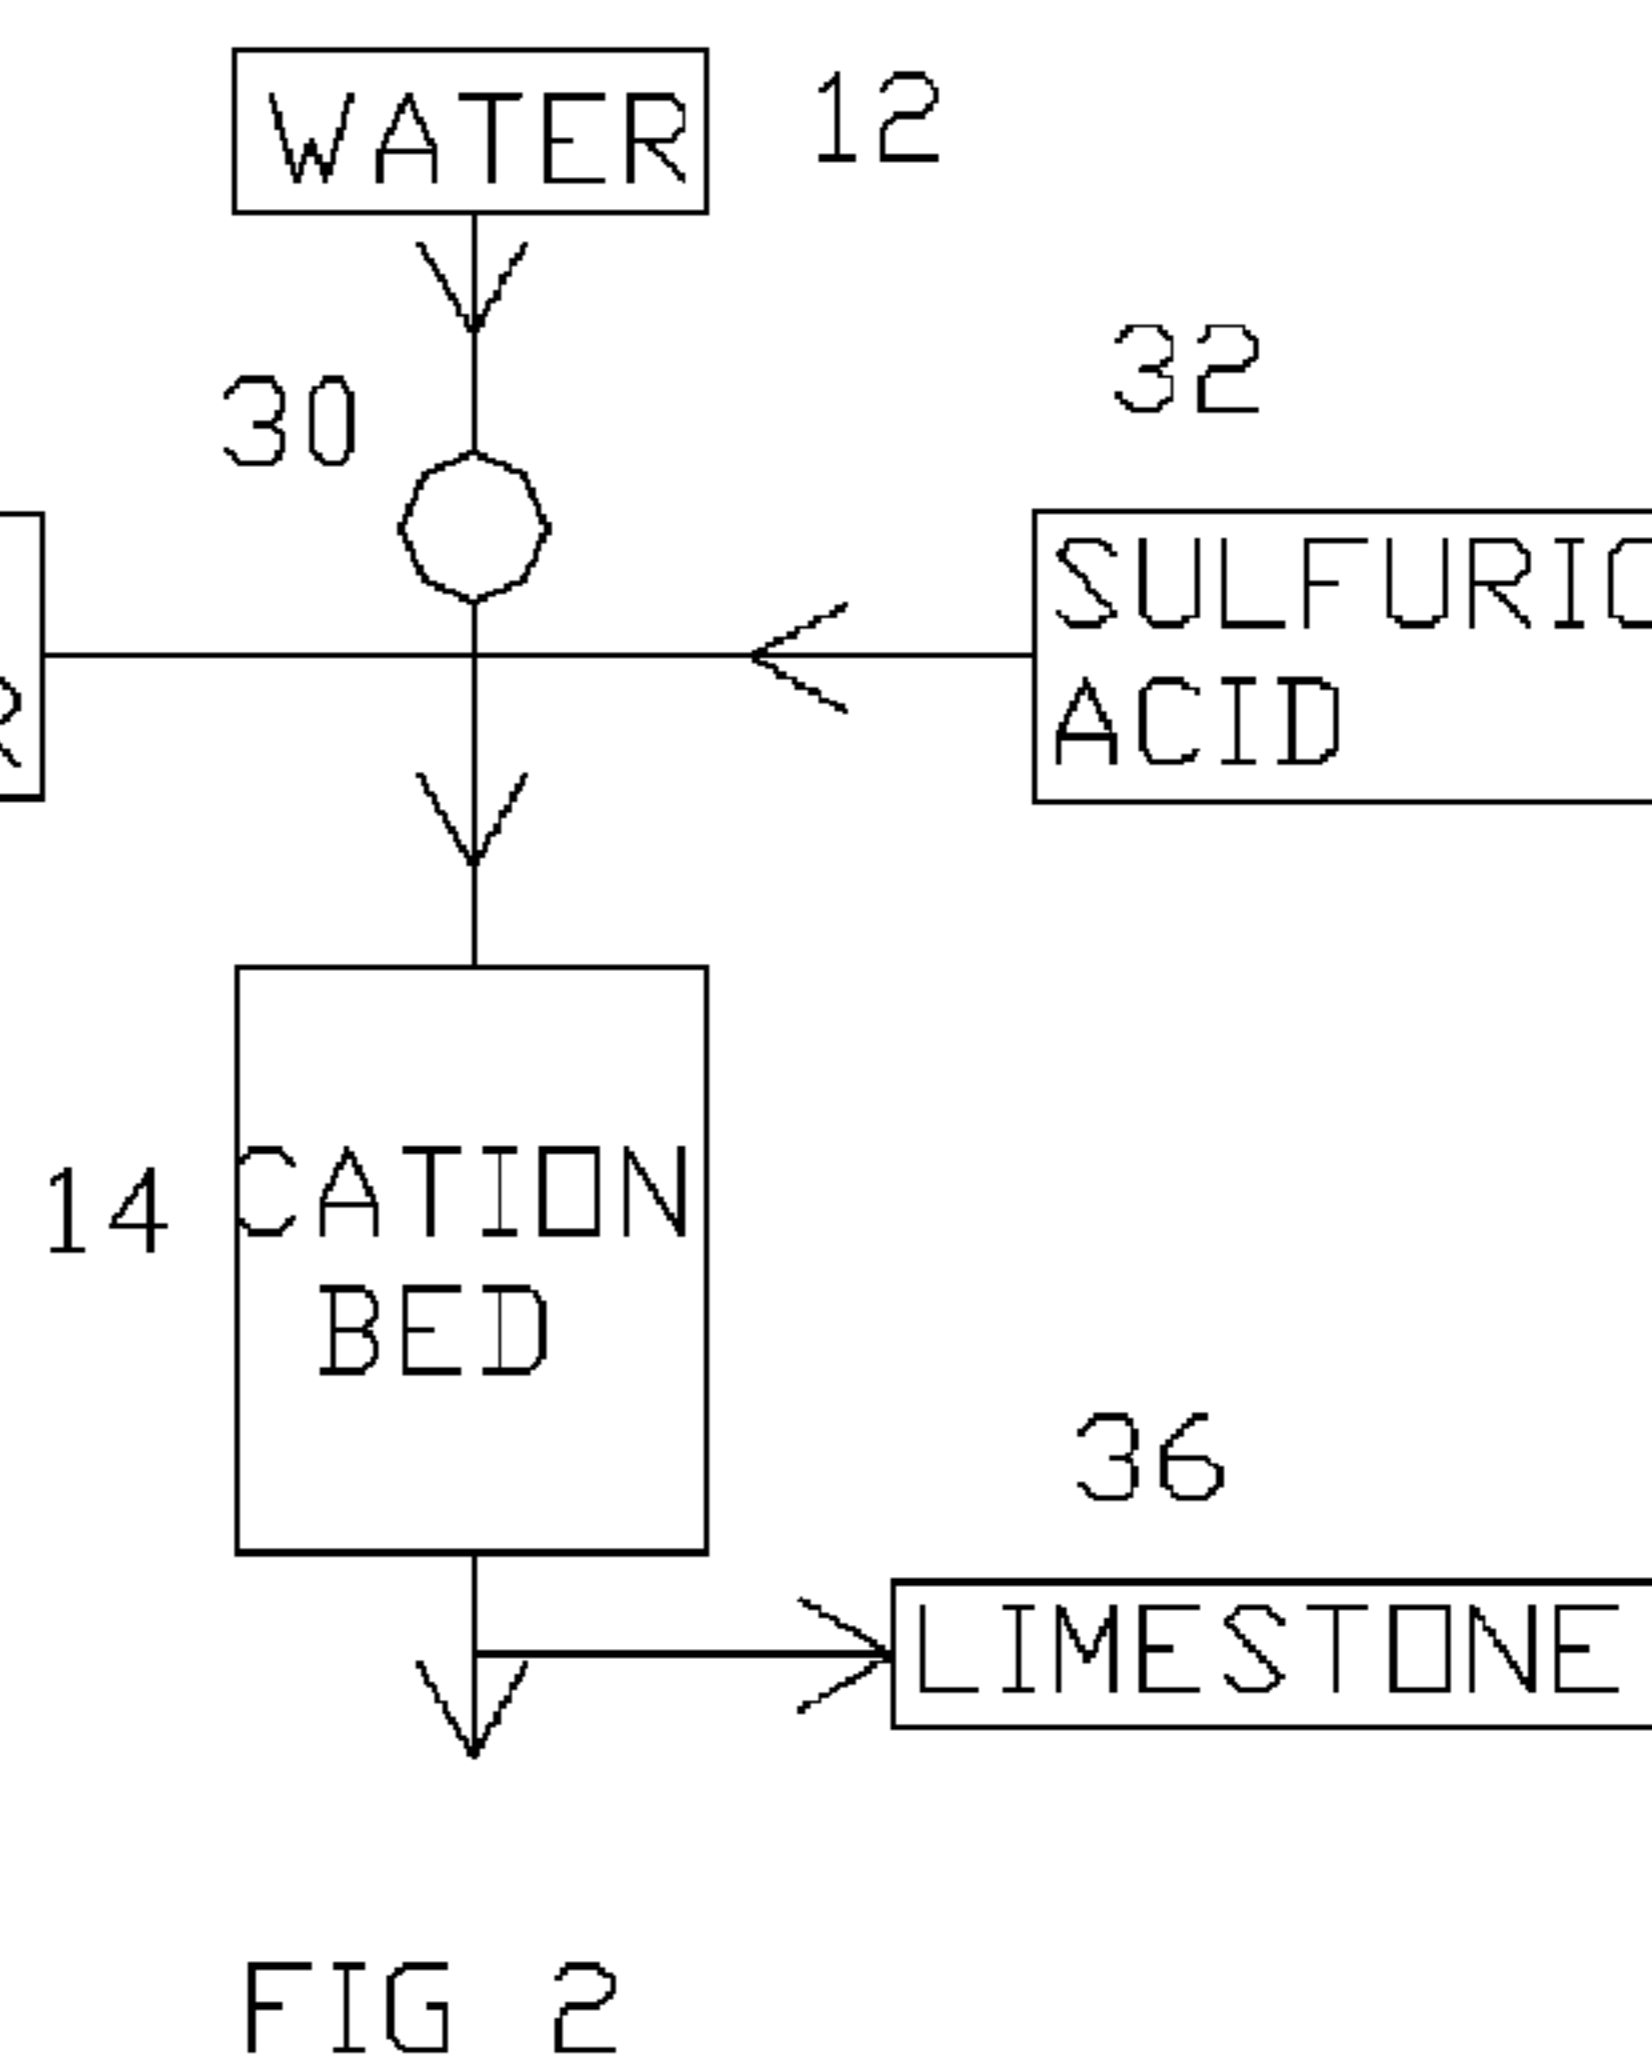 WATER
12
32
30
SULFURIC
ACID
R
CATION
BED
14
36
LIMESTONE
FIG 2